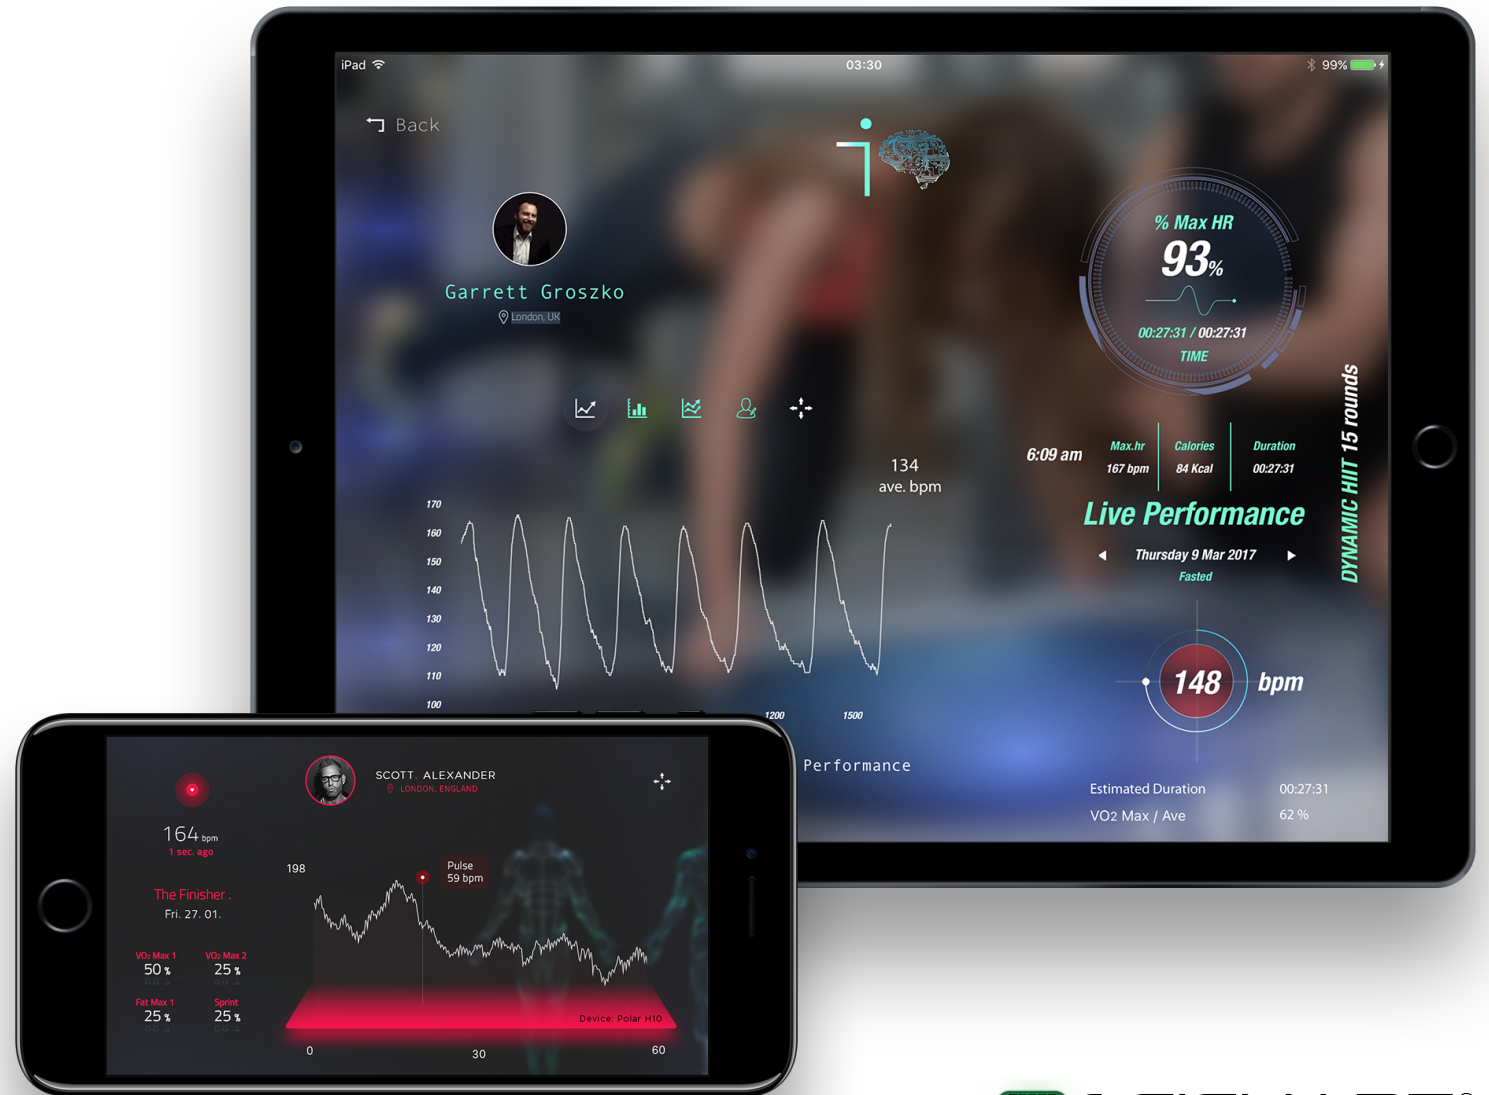 iPad
03:30
99%
Back
Garrett Groszko
London, UK
% Max HR
93%
00:27:31 / 00:27:31
TIME
DYNAMIC HIIT 15 rounds
134
ave. bpm
6:09 am
Max.hr
167 bpm
Calories
84 Kcal
Duration
00:27:31
Live Performance
Thursday 9 Mar 2017
Fasted
170
160
150
140
130
120
110
100
1200
1500
Performance
148 bpm
Estimated Duration 00:27:31
VO2 Max / Ave 62 %
SCOTT. ALEXANDER
LONDON, ENGLAND
164 bpm
1 sec. ago
The Finisher .
Fri. 27. 01.
VO2 Max 1
50 %
VO2 Max 2
25 %
Fat Max 1
25 %
Sprint
25 %
198
Pulse
59 bpm
Device: Polar H10
0
30
60